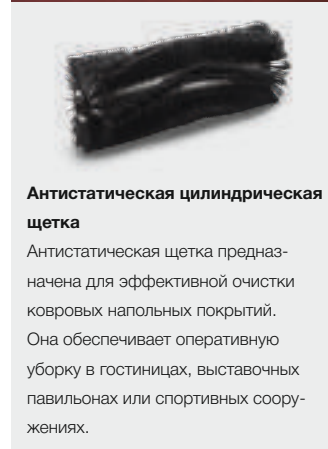 Антистатическая цилиндрическая
щетка
Антистатическая щетка предназ-
начена для эффективной очистки
ковровых напольных покрытий.
Она обеспечивает оперативную
уборку в гостиницах, выставочных
павильонах или спортивных соору-
жениях.